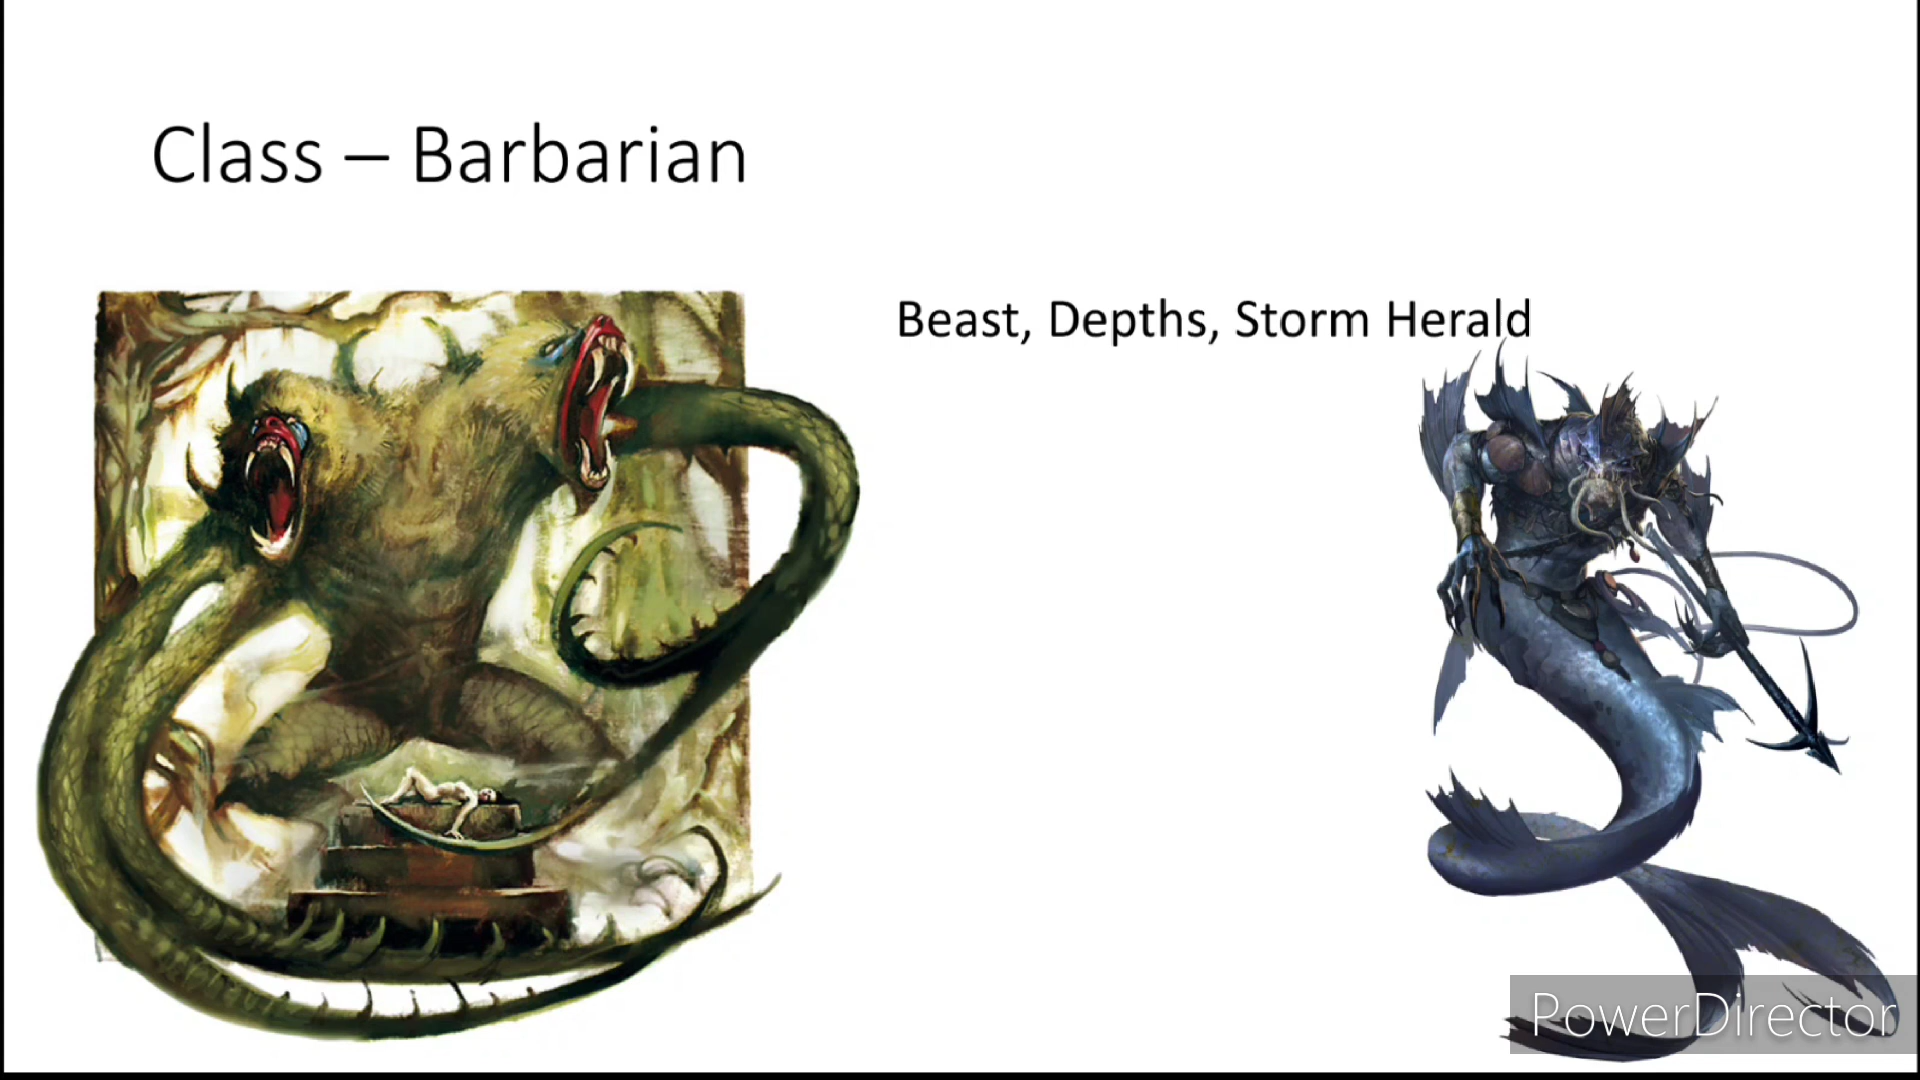 Class – Barbarian
Beast, Depths, Storm Herald
PowerDirector